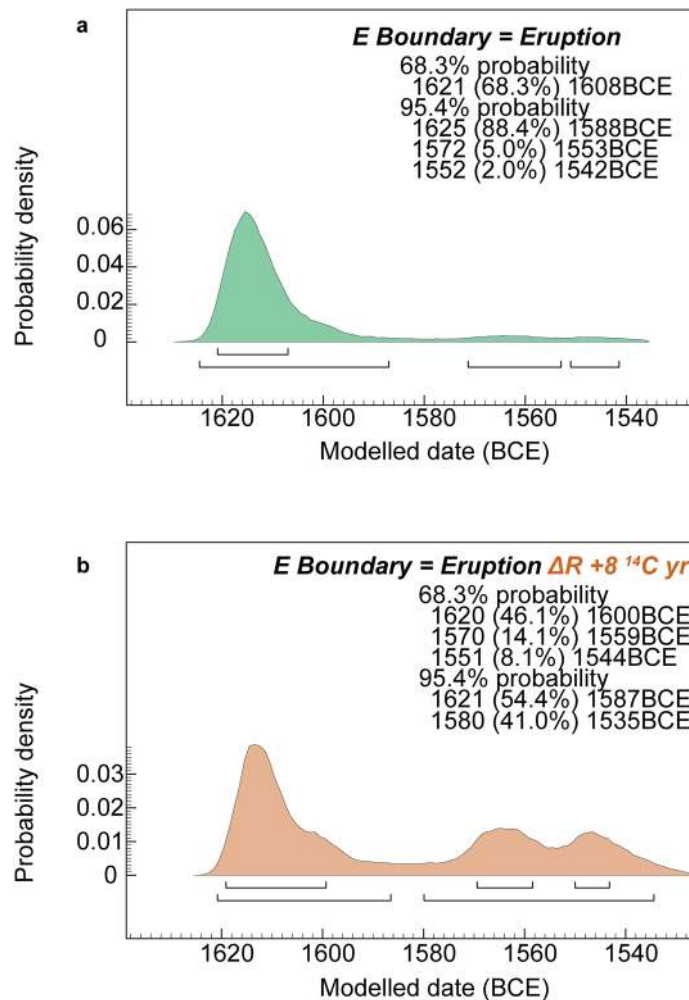 a
E Boundary = Eruption
68.3% probability
1621 (68.3%) 1608BCE
95.4% probability
1625 (88.4%) 1588BCE
1572 (5.0%) 1553BCE
1552 (2.0%) 1542BCE
Probability density
0.06
0.04
0.02
0
1620 1600 1580 1560 1540
Modelled date (BCE)
b
E Boundary = Eruption ΔR +8 ¹⁴C yr
68.3% probability
1620 (46.1%) 1600BCE
1570 (14.1%) 1559BCE
1551 (8.1%) 1544BCE
95.4% probability
1621 (54.4%) 1587BCE
1580 (41.0%) 1535BCE
Probability density
0.03
0.02
0.01
0
1620 1600 1580 1560 1540
Modelled date (BCE)